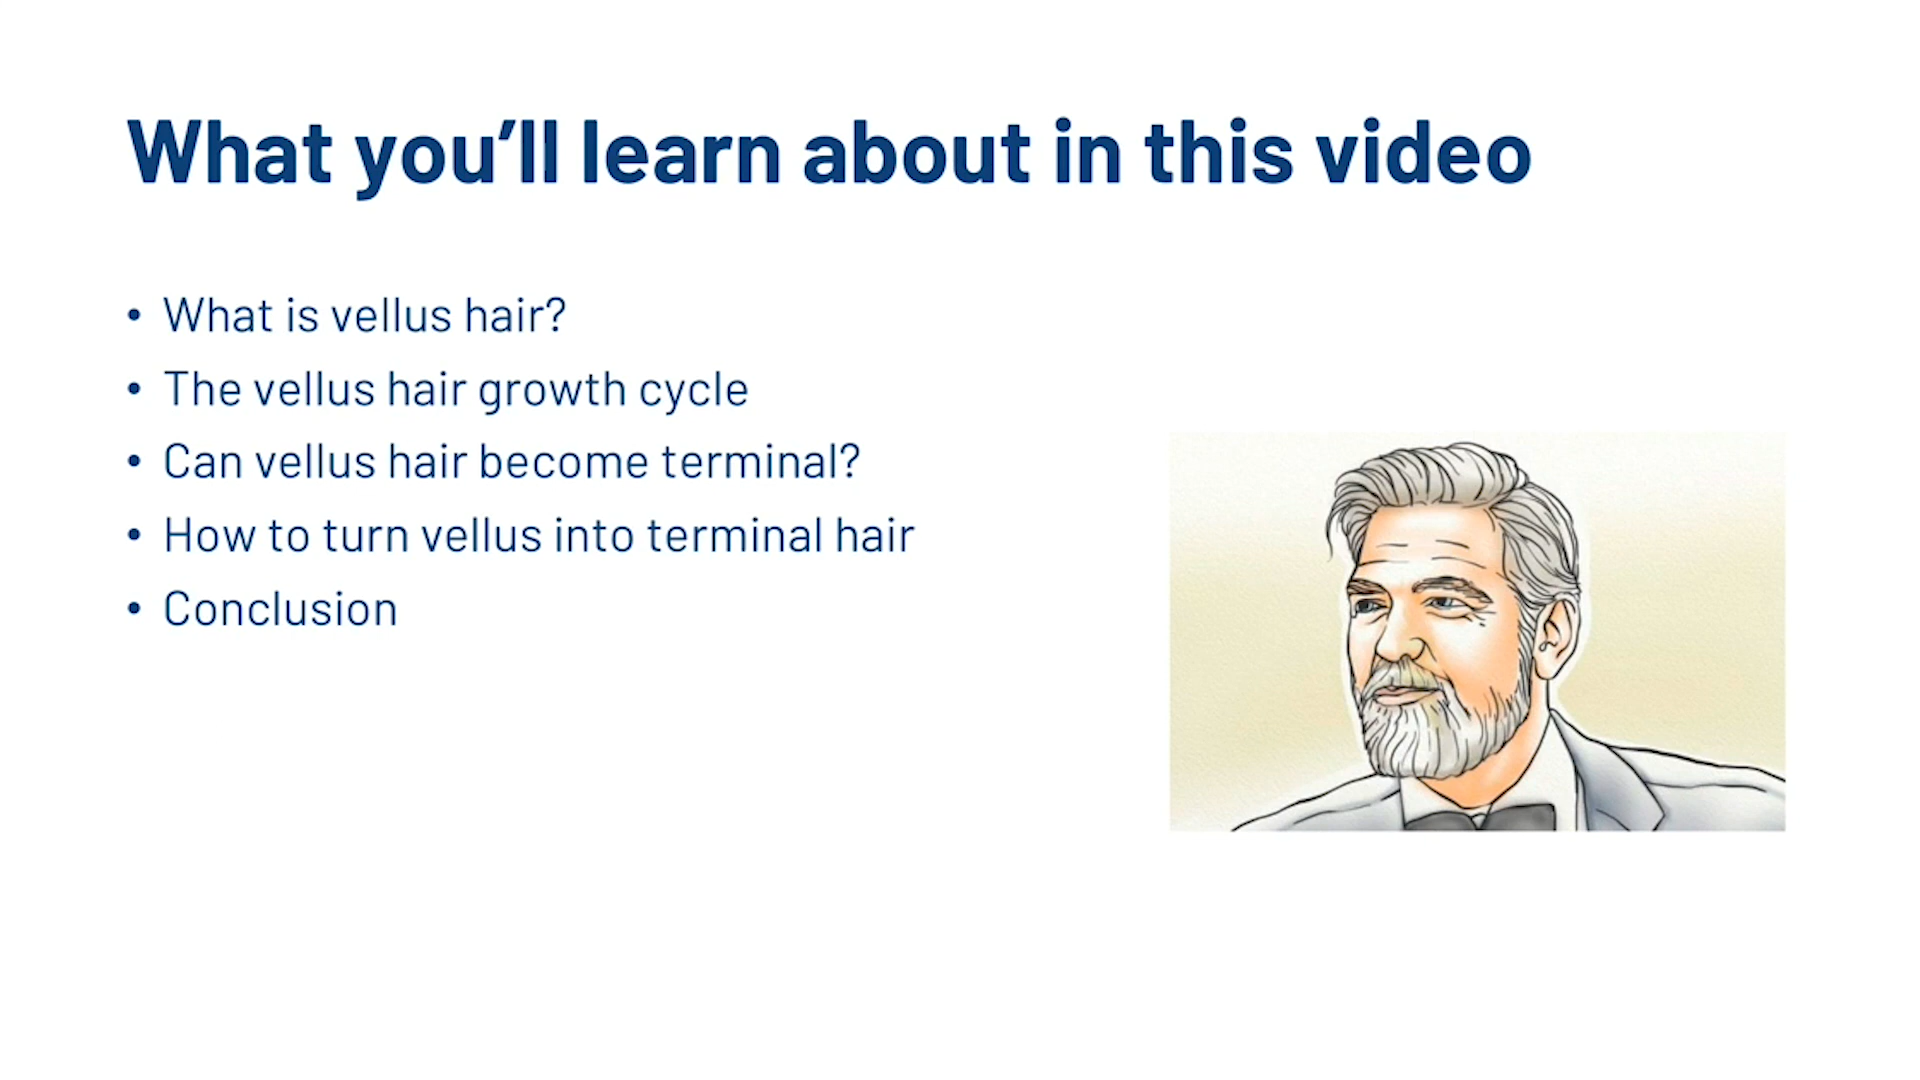 What you’ll learn about in this video
• What is vellus hair?
• The vellus hair growth cycle
• Can vellus hair become terminal?
• How to turn vellus into terminal hair
• Conclusion